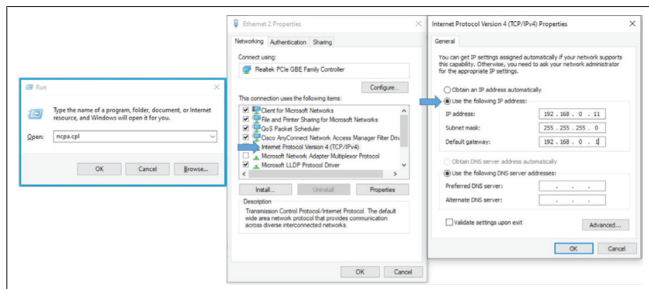 Run
Type the name of a program, folder, document, or Internet
resource, and Windows will open it for you.
Open:
ncpa.cpl
OK
Cancel
Browse...
Ethernet 2 Properties
Networking
Authentication
Sharing
Connect using:
Realtek PCIe GBE Family Controller
Configure...
This connection uses the following items:
Client for Microsoft Networks
File and Printer Sharing for Microsoft Networks
QoS Packet Scheduler
Cisco AnyConnect Network Access Manager Filter Driv
Internet Protocol Version 4 (TCP/IPv4)
Microsoft Network Adapter Multiplexor Protocol
Microsoft LLDP Protocol Driver
Install...
Uninstall
Properties
Description
Transmission Control Protocol/Internet Protocol. The default
wide area network protocol that provides communication
across diverse interconnected networks.
OK
Cancel
Internet Protocol Version 4 (TCP/IPv4) Properties
General
You can get IP settings assigned automatically if your network supports
this capability. Otherwise, you need to ask your network administrator
for the appropriate IP settings.
Obtain an IP address automatically
Use the following IP address:
IP address:
192 . 168 . 0 . 11
Subnet mask:
255 . 255 . 255 . 0
Default gateway:
192 . 168 . 0 . 1
Obtain DNS server address automatically
Use the following DNS server addresses:
Preferred DNS server:
. . .
Alternate DNS server:
. . .
Validate settings upon exit
Advanced...
OK
Cancel